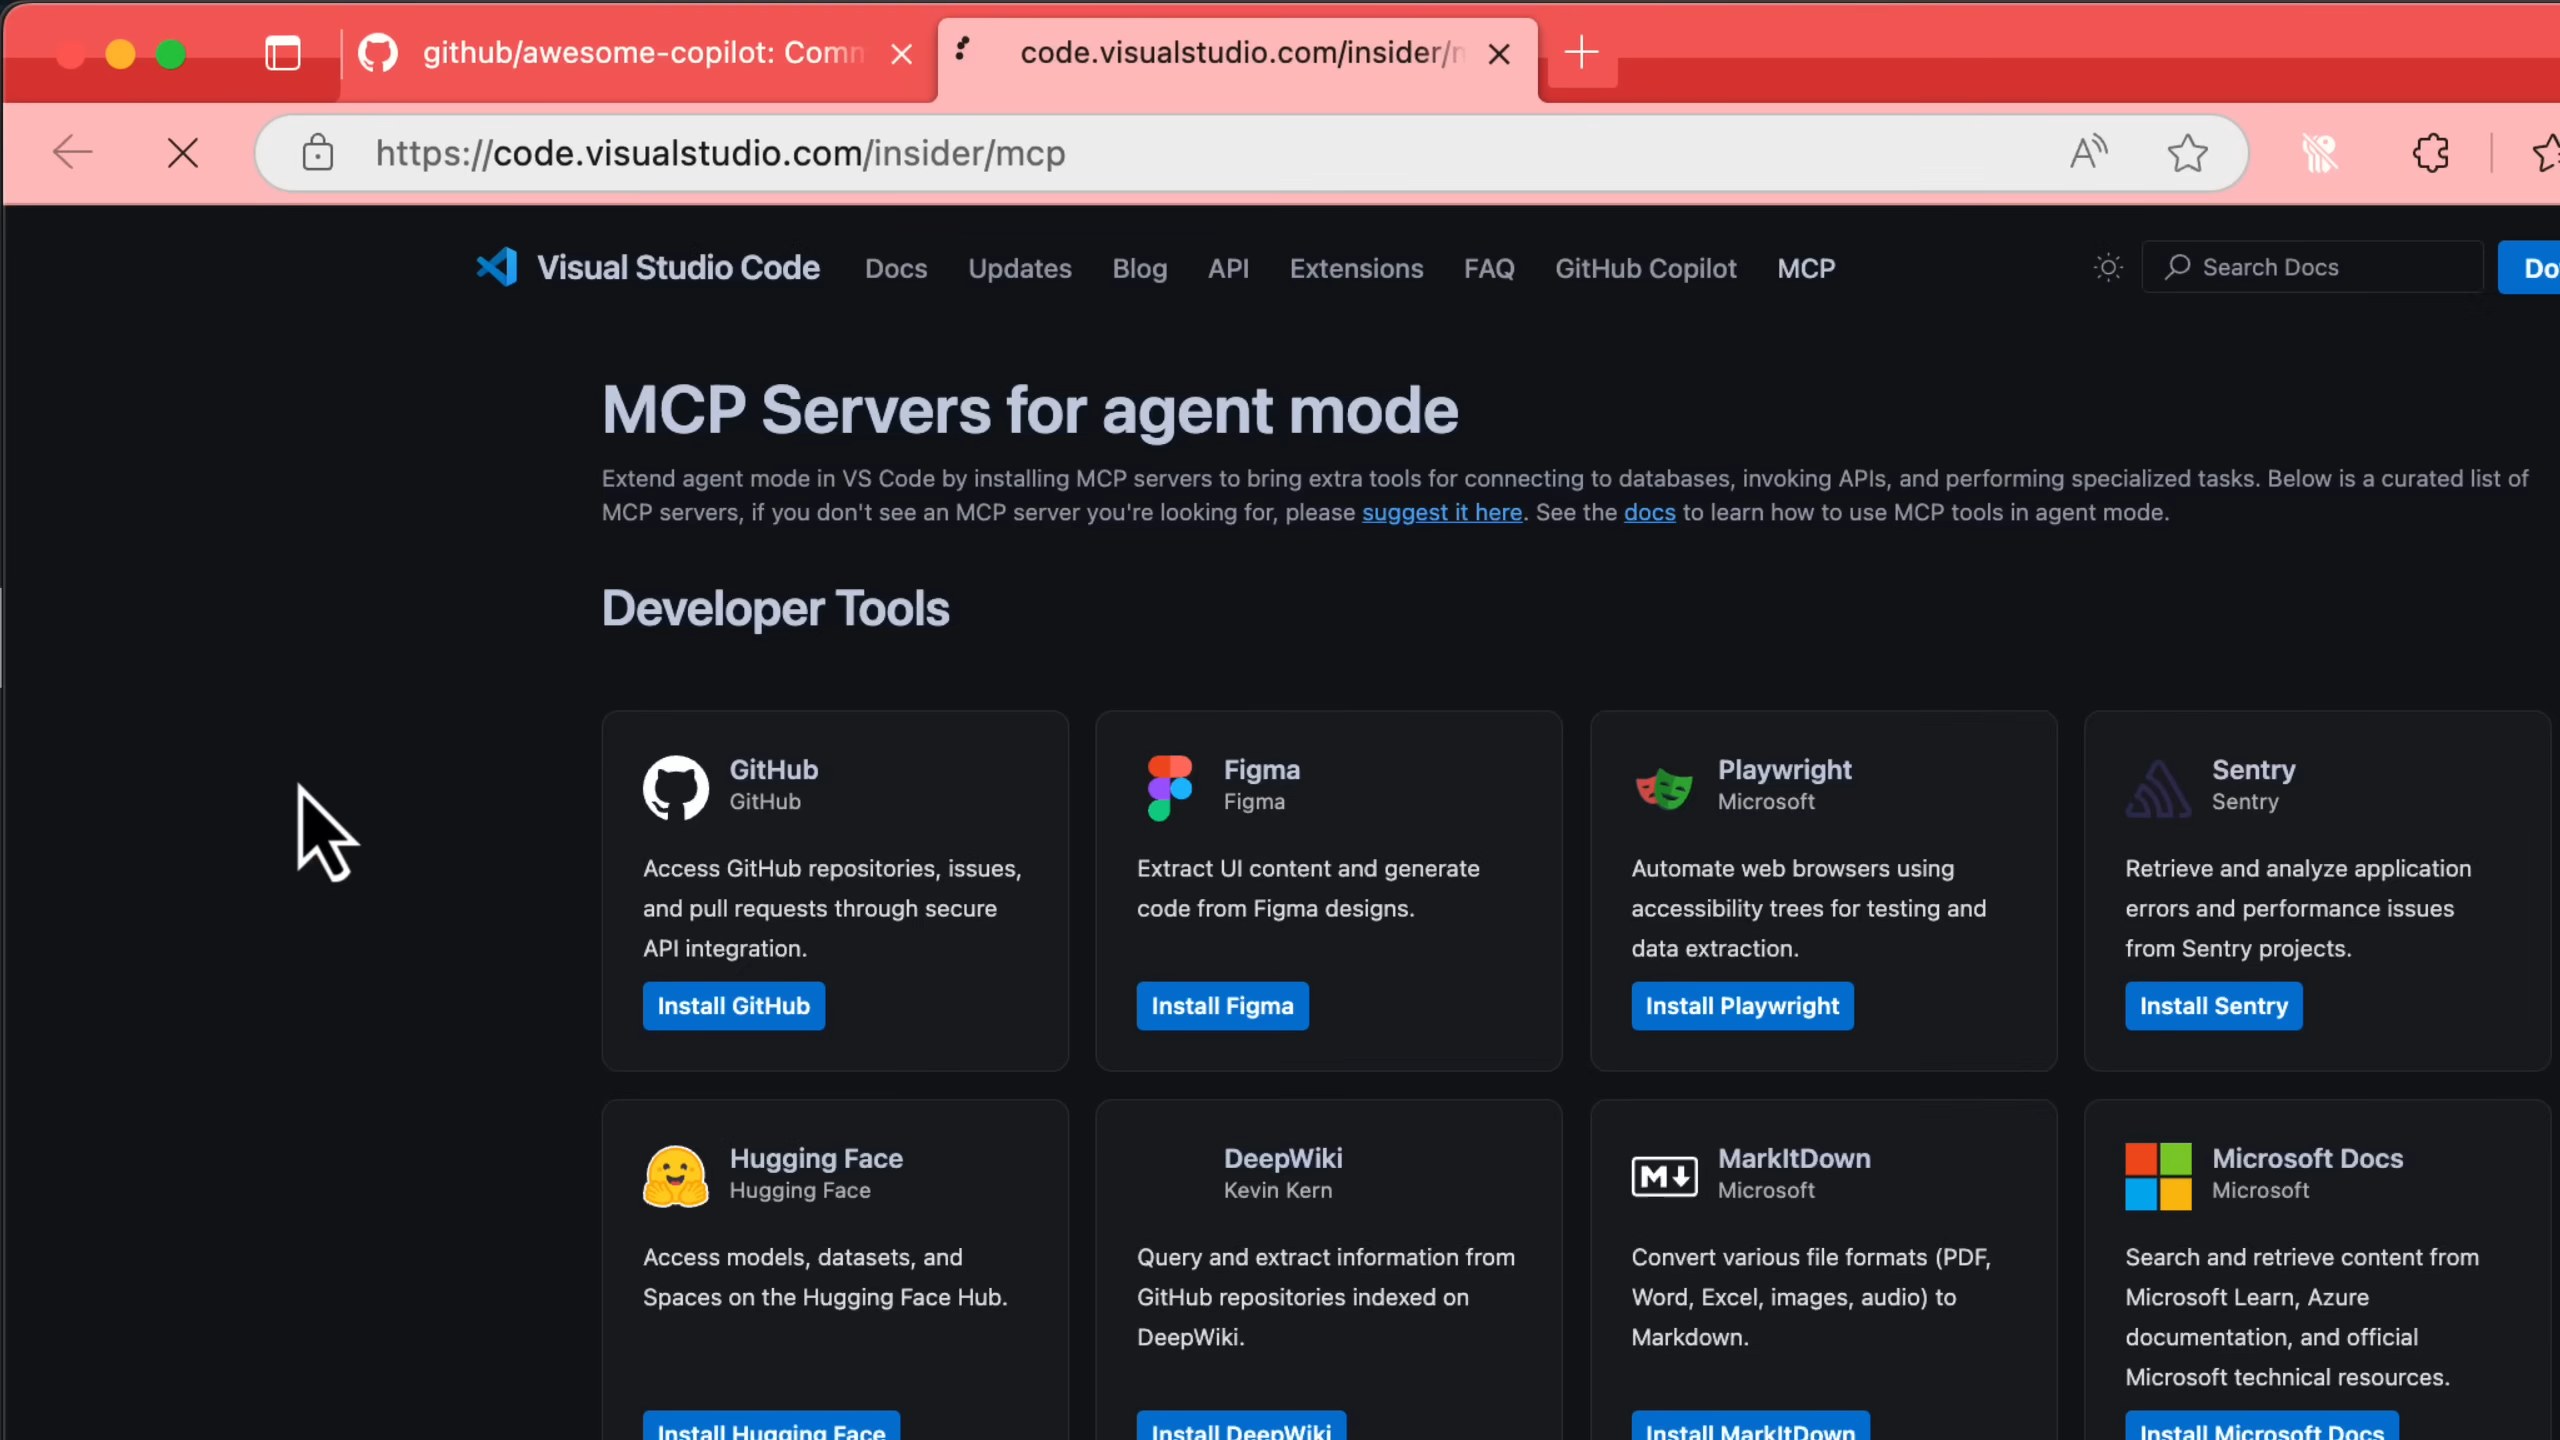 github/awesome-copilot: Comm
code.visualstudio.com/insider/
https://code.visualstudio.com/insider/mcp
Visual Studio Code
Docs
Updates
Blog
API
Extensions
FAQ
GitHub Copilot
MCP
Search Docs
Do
MCP Servers for agent mode
Extend agent mode in VS Code by installing MCP servers to bring extra tools for connecting to databases, invoking APIs, and performing specialized tasks. Below is a curated list of
MCP servers, if you don't see an MCP server you're looking for, please suggest it here. See the docs to learn how to use MCP tools in agent mode.
Developer Tools
GitHub
GitHub
Access GitHub repositories, issues,
and pull requests through secure
API integration.
Install GitHub
Figma
Figma
Extract UI content and generate
code from Figma designs.
Install Figma
Playwright
Microsoft
Automate web browsers using
accessibility trees for testing and
data extraction.
Install Playwright
Sentry
Sentry
Retrieve and analyze application
errors and performance issues
from Sentry projects.
Install Sentry
Hugging Face
Hugging Face
Access models, datasets, and
Spaces on the Hugging Face Hub.
Install Hugging Face
DeepWiki
Kevin Kern
Query and extract information from
GitHub repositories indexed on
DeepWiki.
Install DeepWiki
M
MarkItDown
Microsoft
Convert various file formats (PDF,
Word, Excel, images, audio) to
Markdown.
Install MarkItDown
Microsoft Docs
Microsoft
Search and retrieve content from
Microsoft Learn, Azure
documentation, and official
Microsoft technical resources.
Install Microsoft Docs